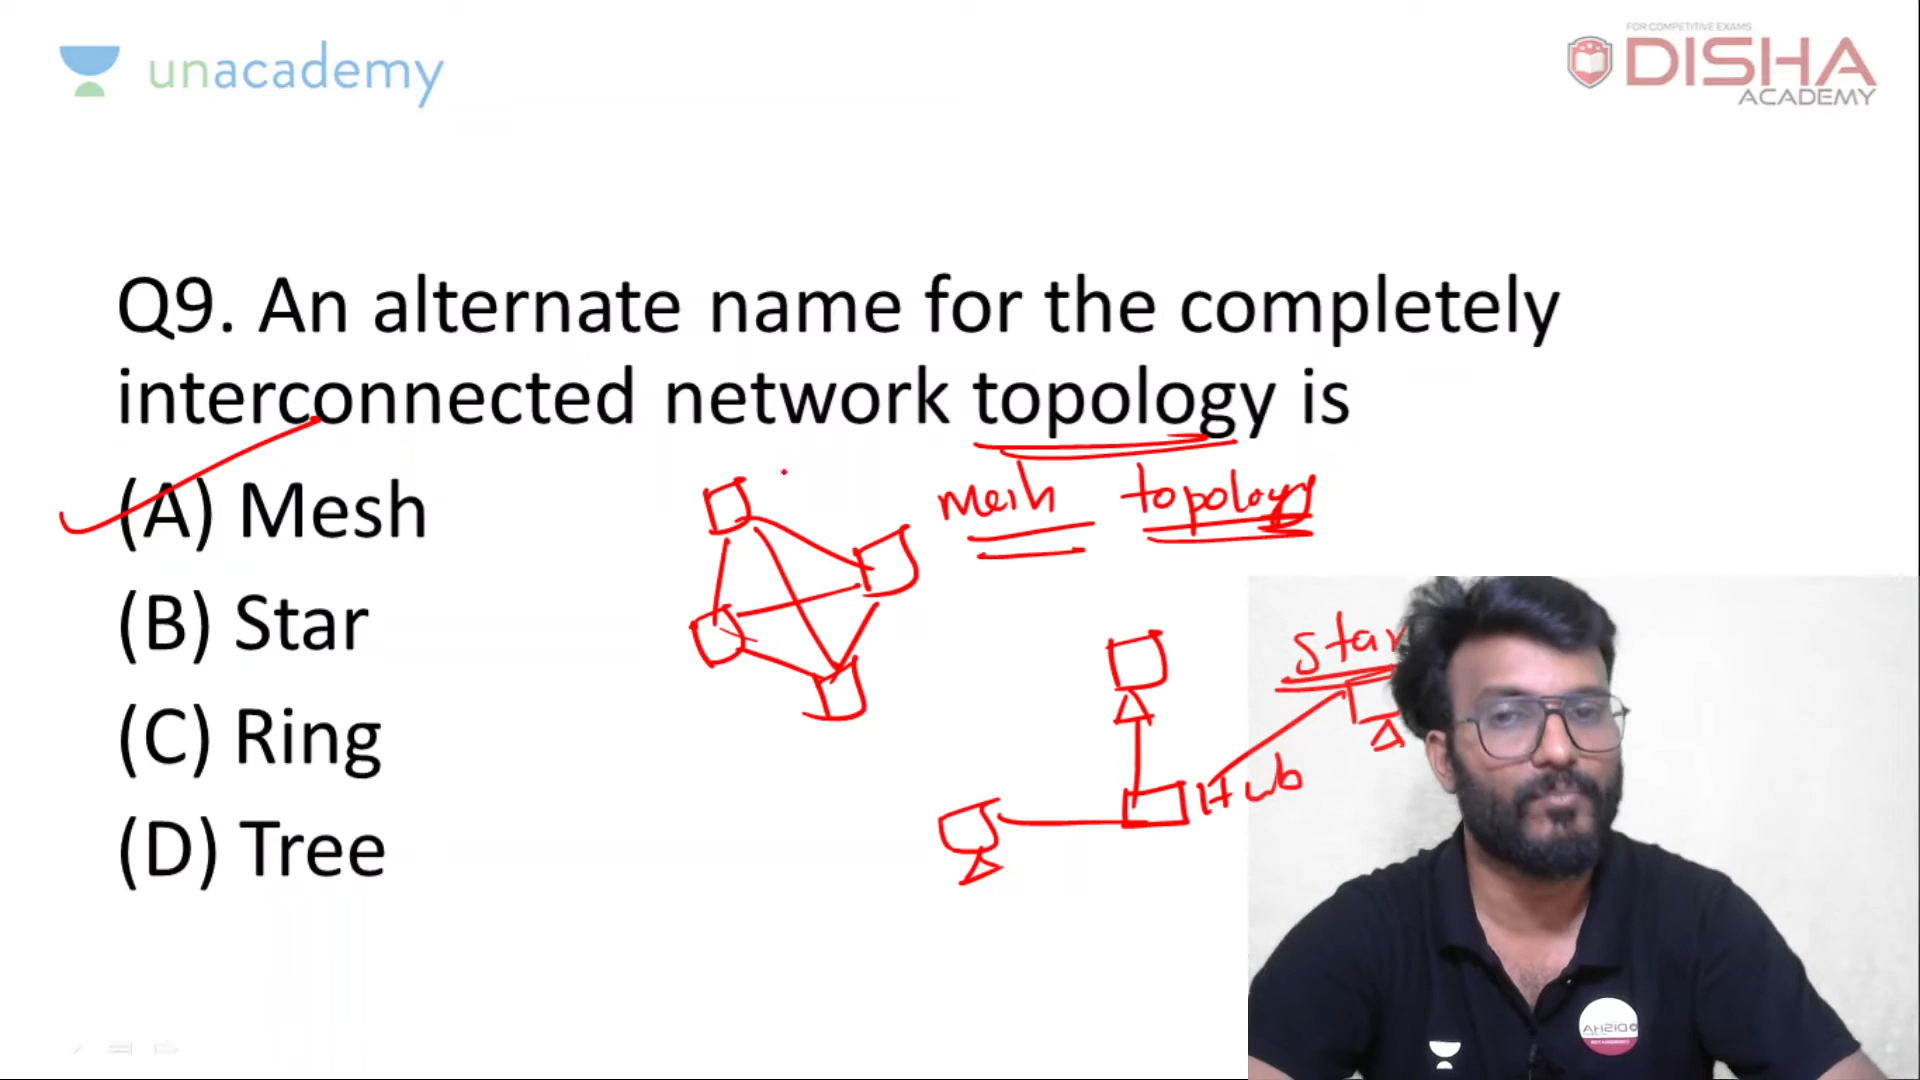 unacademy
FOR COMPETITIVE EXAMS
DISHA
ACADEMY
Q9. An alternate name for the completely
interconnected network topology is
(A) Mesh
(B) Star
(C) Ring
(D) Tree
Mesh topology
Star
Hub
DISHA